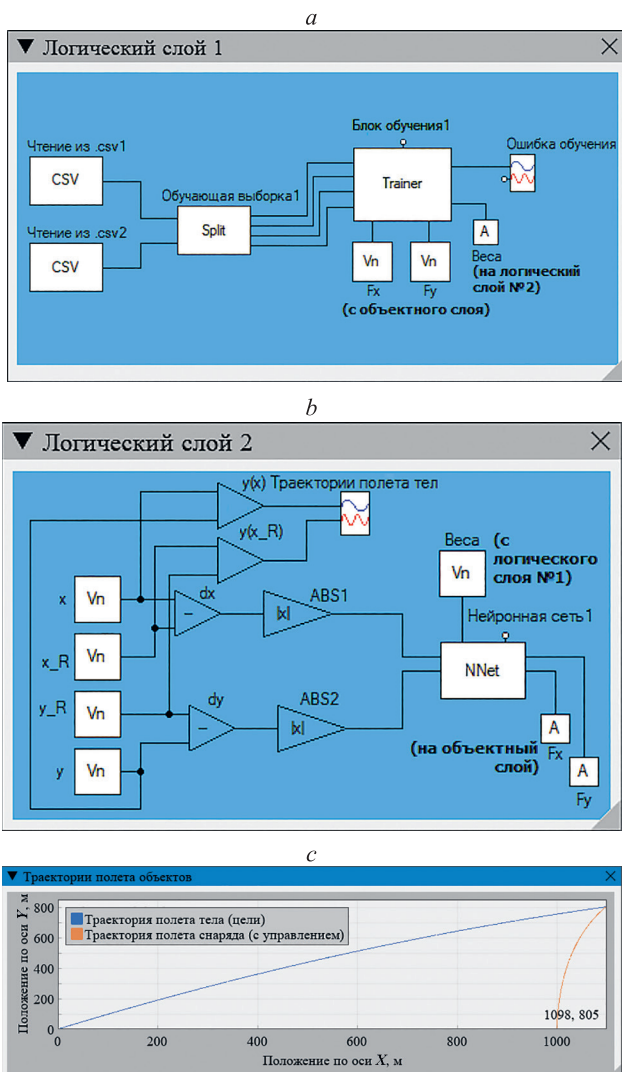 a
Логический слой 1
Блок обучения1
Чтение из .csv1
Ошибка обучения
CSV
Trainer
Обучающая выборка1
Чтение из .csv2
Split
CSV
A
Vn
Vn
Веса
(на логический
слой №2)
Fx
Fy
(с объектного слоя)
b
Логический слой 2
y(x) Траектории полета тел
y(x_R)
Веса
(с
логического
слоя №1)
Vn
x
Vn
dx
ABS1
|x|
Нейронная сеть1
x_R
Vn
NNet
y_R
Vn
dy
ABS2
|x|
A
(на объектный
слой)
Fx
y
Vn
A
Fy
c
Траектории полета объектов
Положение по оси Y, м
800
600
400
200
0
Траектория полета тела (цели)
Траектория полета снаряда (с управлением)
1098, 805
0
200
400
600
800
1000
Положение по оси X, м